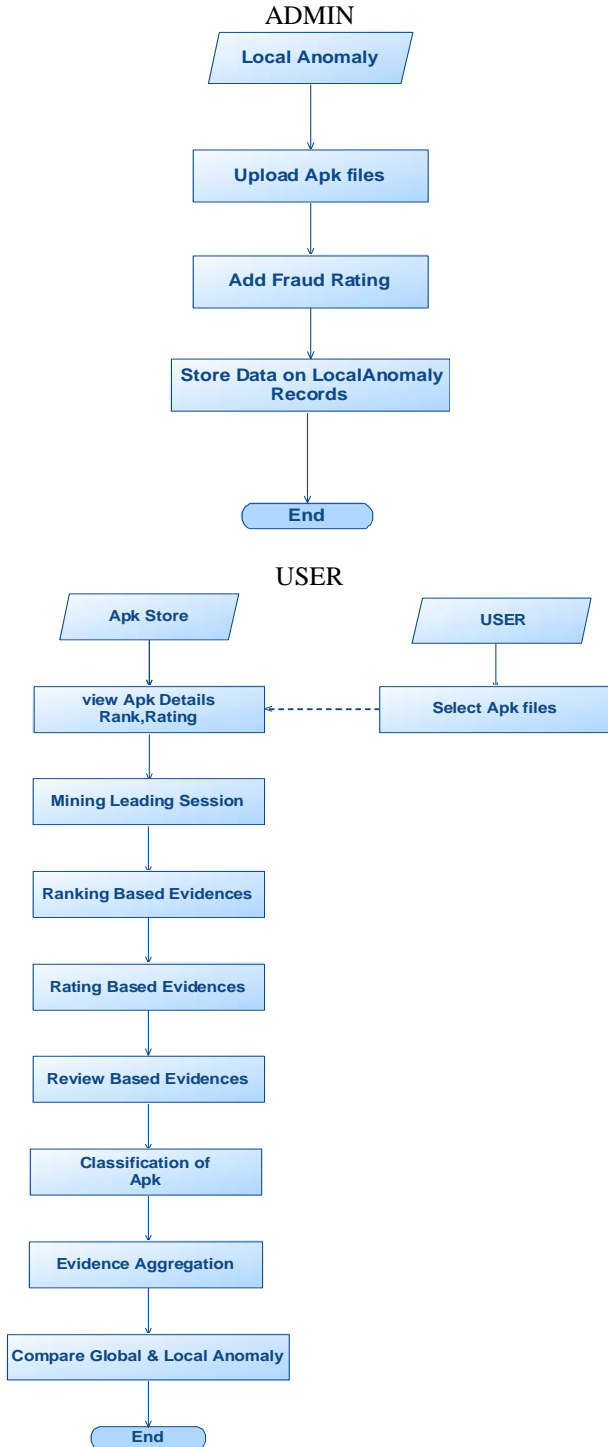 ADMIN
Local Anomaly
Upload Apk files
Add Fraud Rating
Store Data on LocalAnomaly
Records
End
USER
Apk Store
USER
view Apk Details
Rank,Rating
Select Apk files
Mining Leading Session
Ranking Based Evidences
Rating Based Evidences
Review Based Evidences
Classification of
Apk
Evidence Aggregation
Compare Global & Local Anomaly
End